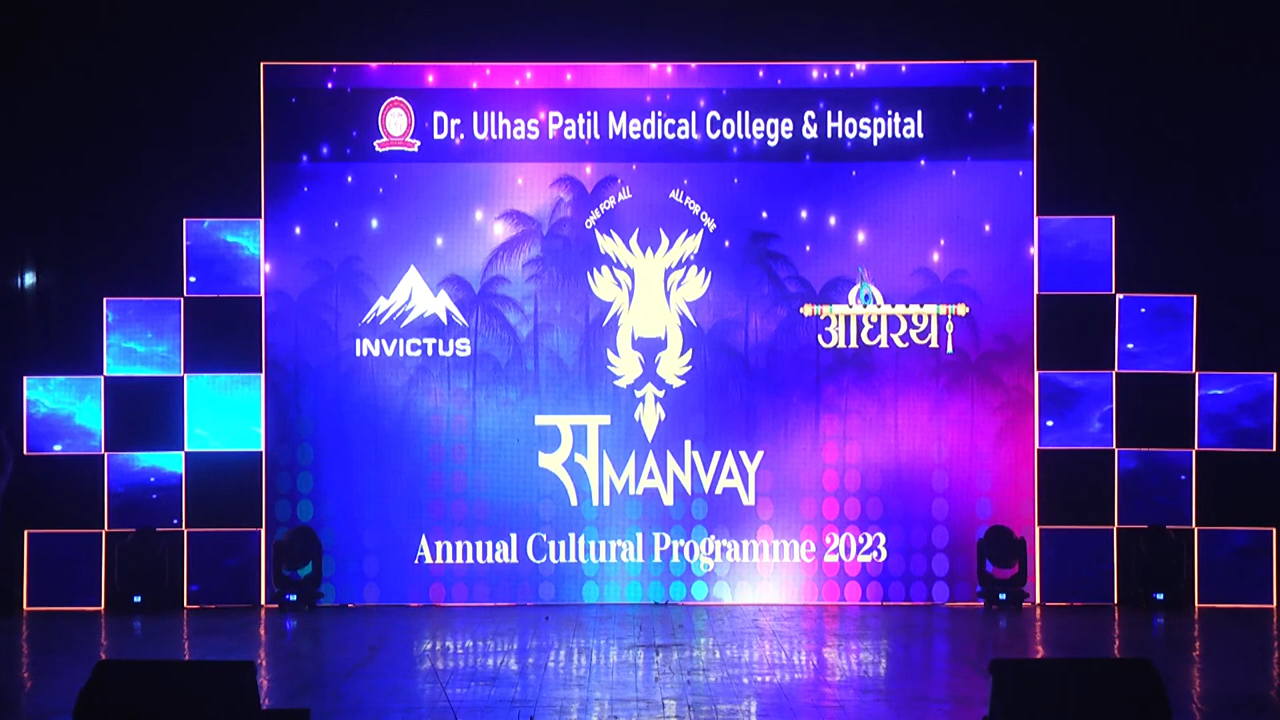 Dr. Ulhas Patil Medical College & Hospital
ONE FOR ALL ALL FOR ONE
INVICTUS
अधिरथ
सMANVAY
Annual Cultural Programme 2023